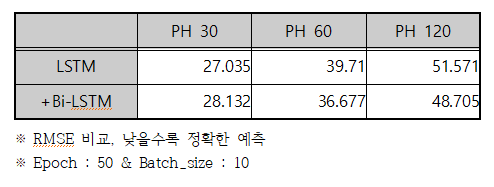 PH 30 PH 60 PH 120
LSTM 27.035 39.71 51.571
+Bi-LSTM 28.132 36.677 48.705
※ RMSE 비교, 낮을수록 정확한 예측
※ Epoch : 50 & Batch_size : 10